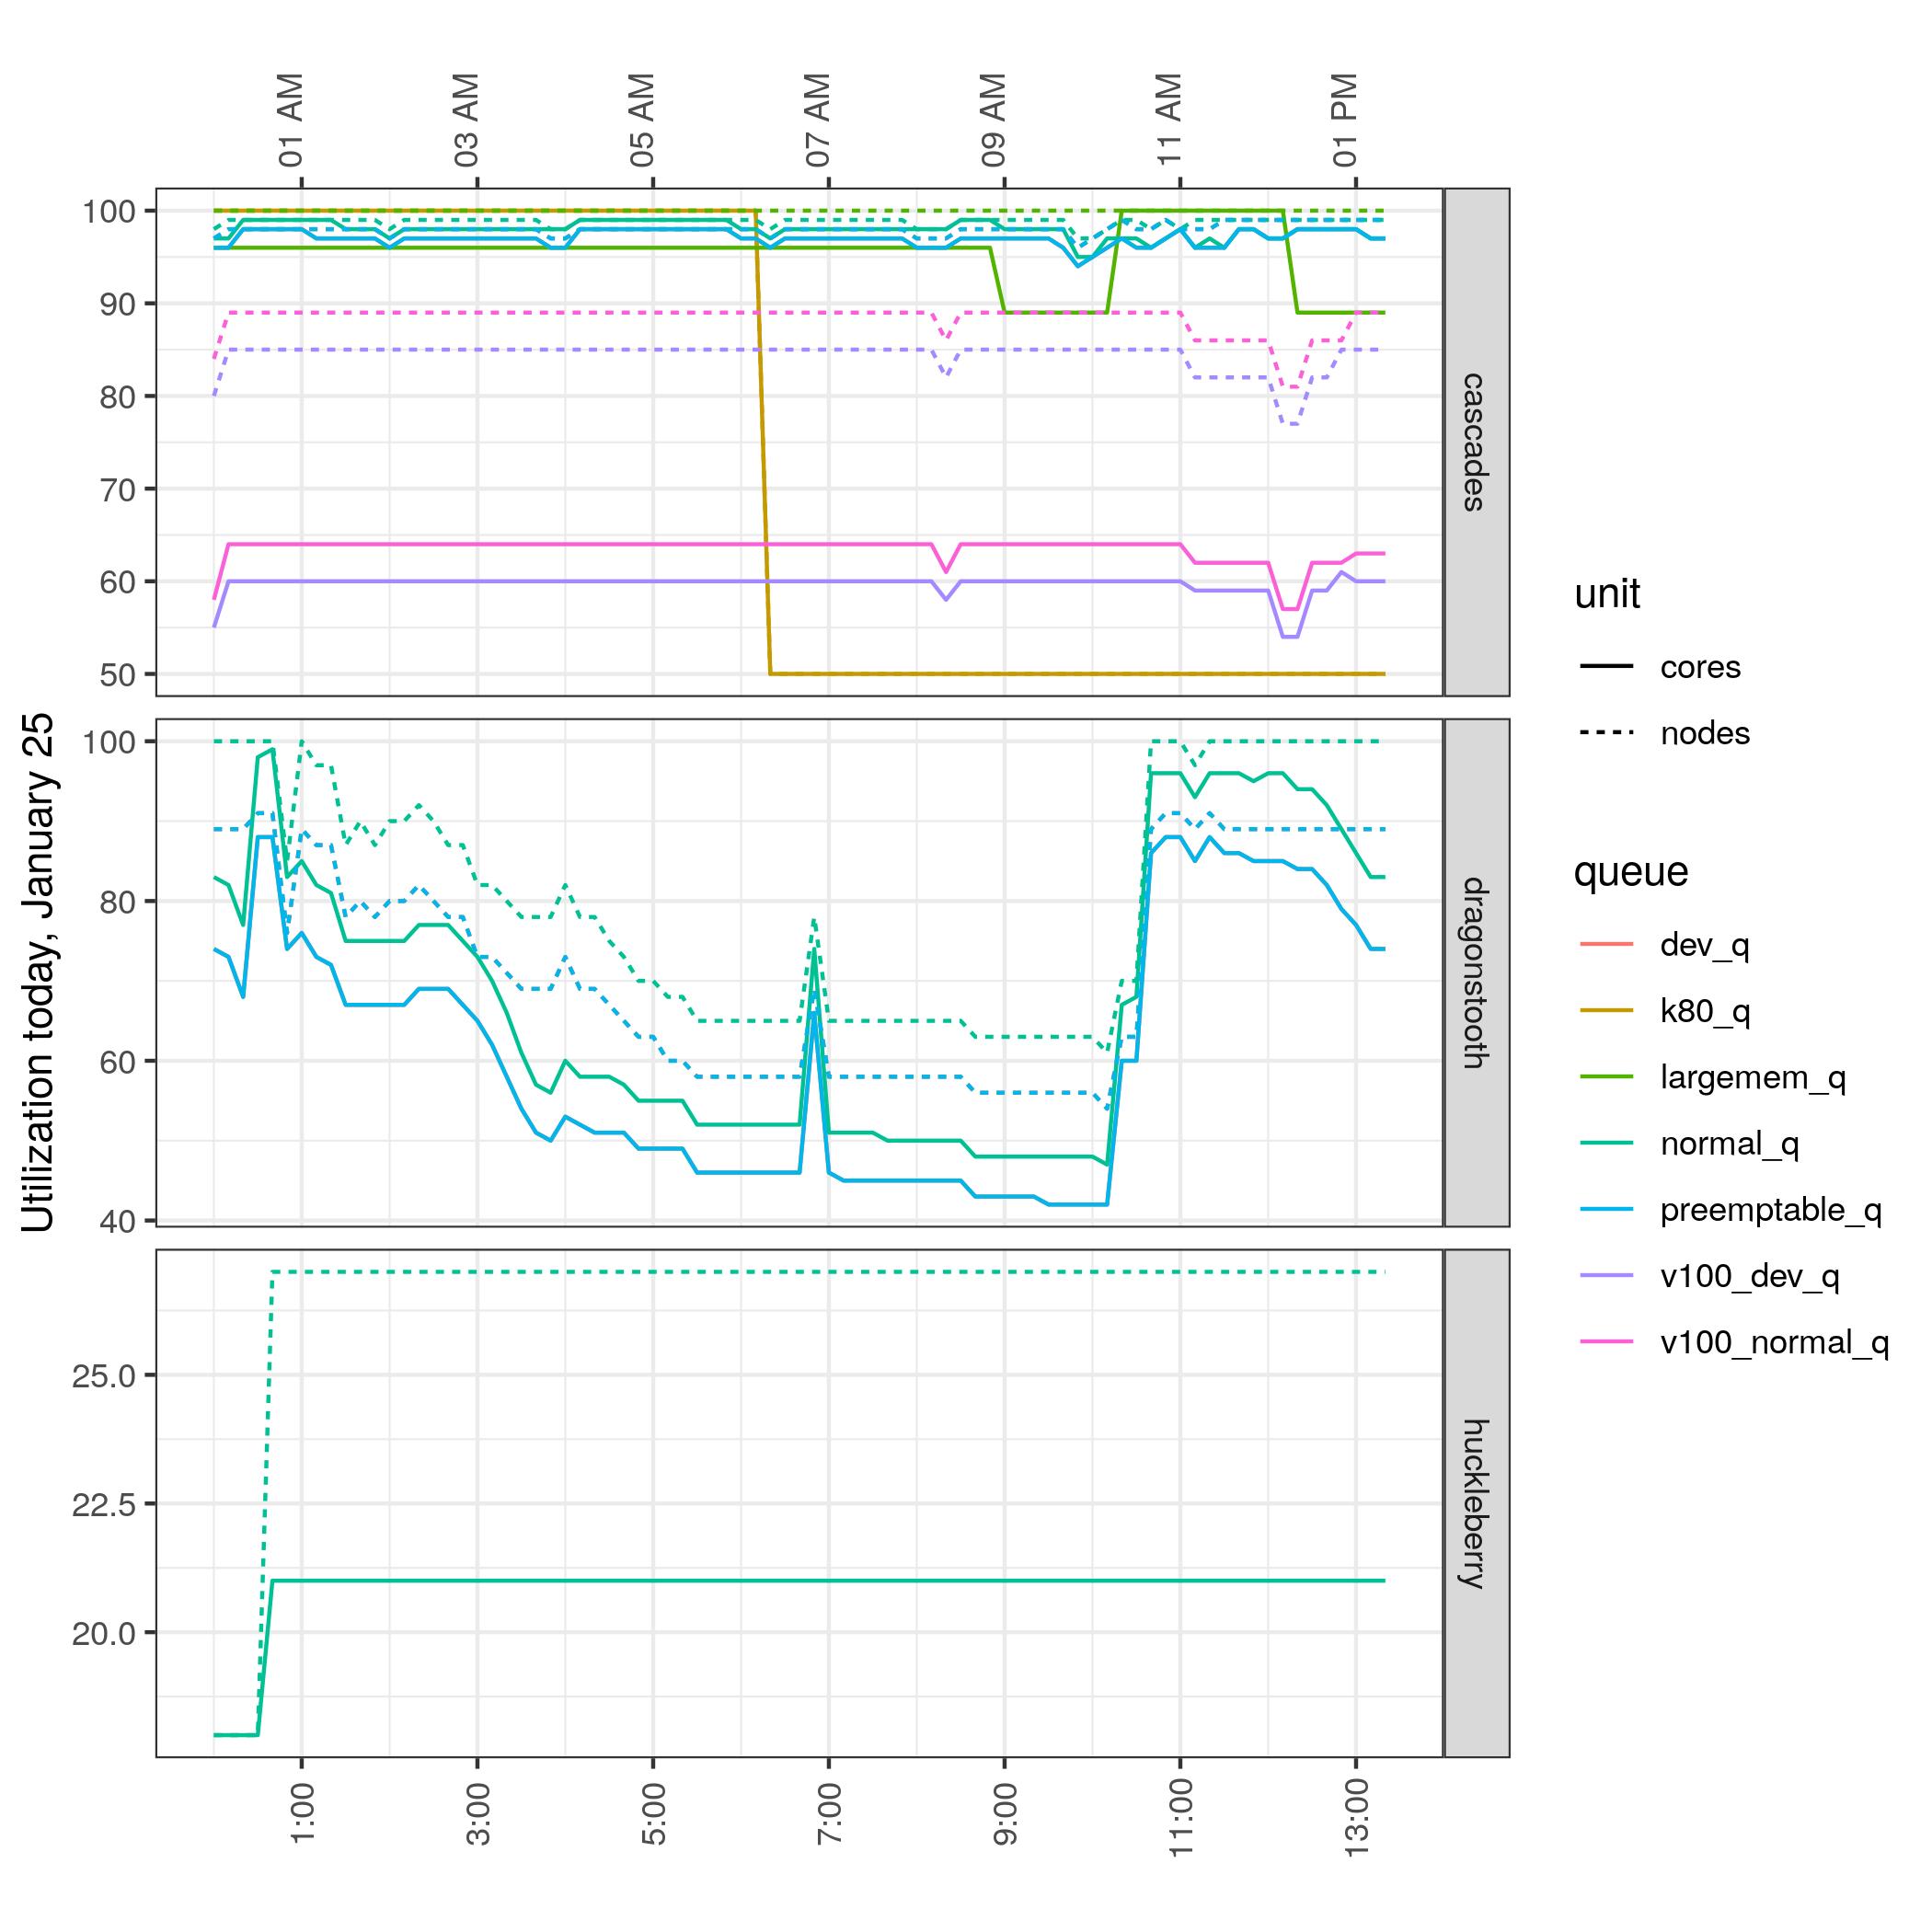 01 AM
03 AM
05 AM
07 AM
09 AM
11 AM
01 PM
Utilization today, January 25
100
90
80
70
60
50
cascades
100
80
60
40
dragonstooth
25.0
22.5
20.0
huckleberry
1:00
3:00
5:00
7:00
9:00
11:00
13:00
unit
cores
nodes
queue
dev_q
k80_q
largemem_q
normal_q
preemptable_q
v100_dev_q
v100_normal_q